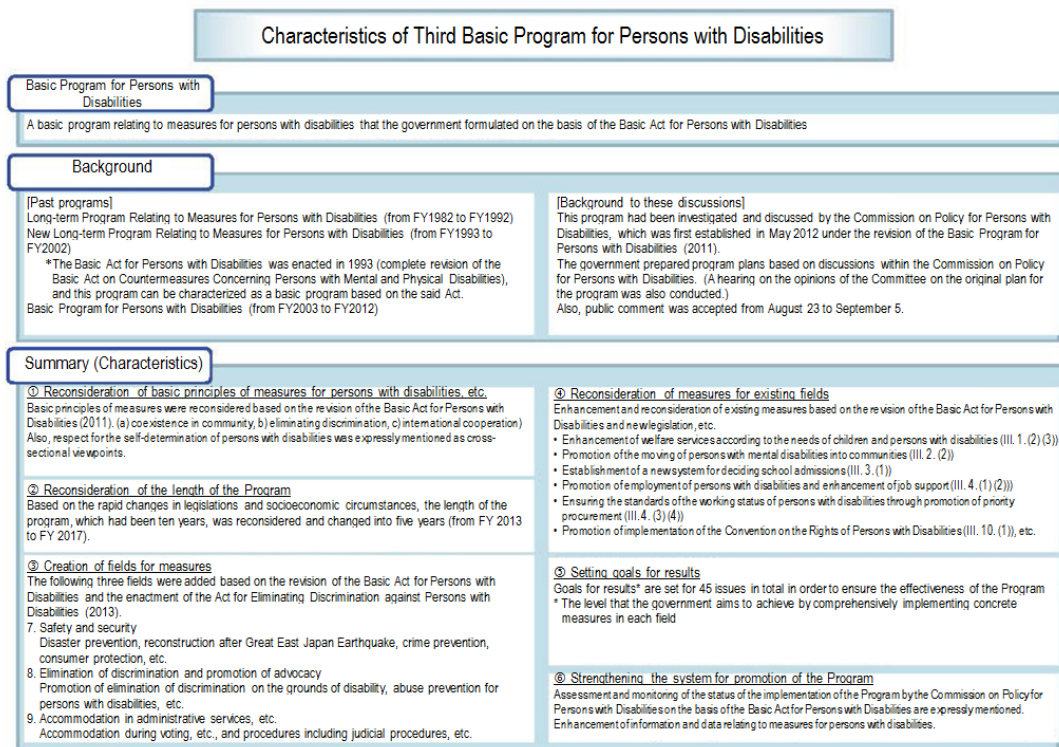 Characteristics of Third Basic Program for Persons with Disabilities
Basic Program for Persons with
Disabilities
A basic program relating to measures for persons with disabilities that the government formulated on the basis of the Basic Act for Persons with Disabilities
Background
[Past programs]
Long-term Program Relating to Measures for Persons with Disabilities (from FY1982 to FY1992)
New Long-term Program Relating to Measures for Persons with Disabilities (from FY1993 to
FY2002)
*The Basic Act for Persons with Disabilities was enacted in 1993 (complete revision of the
Basic Act on Countermeasures Concerning Persons with Mental and Physical Disabilities),
and this program can be characterized as a basic program based on the said Act.
Basic Program for Persons with Disabilities (from FY2003 to FY2012)
[Background to these discussions]
This program had been investigated and discussed by the Commission on Policy for Persons with
Disabilities, which was first established in May 2012 under the revision of the Basic Program for
Persons with Disabilities (2011).
The government prepared program plans based on discussions within the Commission on Policy
for Persons with Disabilities. (A hearing on the opinions of the Committee on the original plan for
the program was also conducted.)
Also, public comment was accepted from August 23 to September 5.
Summary (Characteristics)
① Reconsideration of basic principles of measures for persons with disabilities, etc.
Basic principles of measures were reconsidered based on the revision of the Basic Act for Persons with
Disabilities (2011). (a) coexistence in community, b) eliminating discrimination, c) international cooperation)
Also, respect for the self-determination of persons with disabilities was expressly mentioned as cross-
sectional viewpoints.
② Reconsideration of the length of the Program
Based on the rapid changes in legislations and socioeconomic circumstances, the length of the
program, which had been ten years, was reconsidered and changed into five years (from FY 2013
to FY 2017).
③ Creation of fields for measures
The following three fields were added based on the revision of the Basic Act for Persons with
Disabilities and the enactment of the Act for Eliminating Discrimination against Persons with
Disabilities (2013).
7. Safety and security
Disaster prevention, reconstruction after Great East Japan Earthquake, crime prevention,
consumer protection, etc.
8. Elimination of discrimination and promotion of advocacy
Promotion of elimination of discrimination on the grounds of disability, abuse prevention for
persons with disabilities, etc.
9. Accommodation in administrative services, etc.
Accommodation during voting, etc., and procedures including judicial procedures, etc.
④ Reconsideration of measures for existing fields
Enhancement and reconsideration of existing measures based on the revision of the Basic Act for Persons with
Disabilities and new legislation, etc.
• Enhancement of welfare services according to the needs of children and persons with disabilities (III. 1. (2) (3))
• Promotion of the moving of persons with mental disabilities into communities (III. 2. (2))
• Establishment of a new system for deciding school admissions (III. 3. (1))
• Promotion of employment of persons with disabilities and enhancement of job support (III. 4. (1) (2)))
• Ensuring the standards of the working status of persons with disabilities through promotion of priority
procurement (III. 4. (3) (4))
• Promotion of implementation of the Convention on the Rights of Persons with Disabilities (III. 10. (1)), etc.
⑤ Setting goals for results
Goals for results* are set for 45 issues in total in order to ensure the effectiveness of the Program
* The level that the government aims to achieve by comprehensively implementing concrete
measures in each field
⑥ Strengthening the system for promotion of the Program
Assessment and monitoring of the status of the implementation of the Program by the Commission on Policy for
Persons with Disabilities on the basis of the Basic Act for Persons with Disabilities are expressly mentioned.
Enhancement of information and data relating to measures for persons with disabilities.